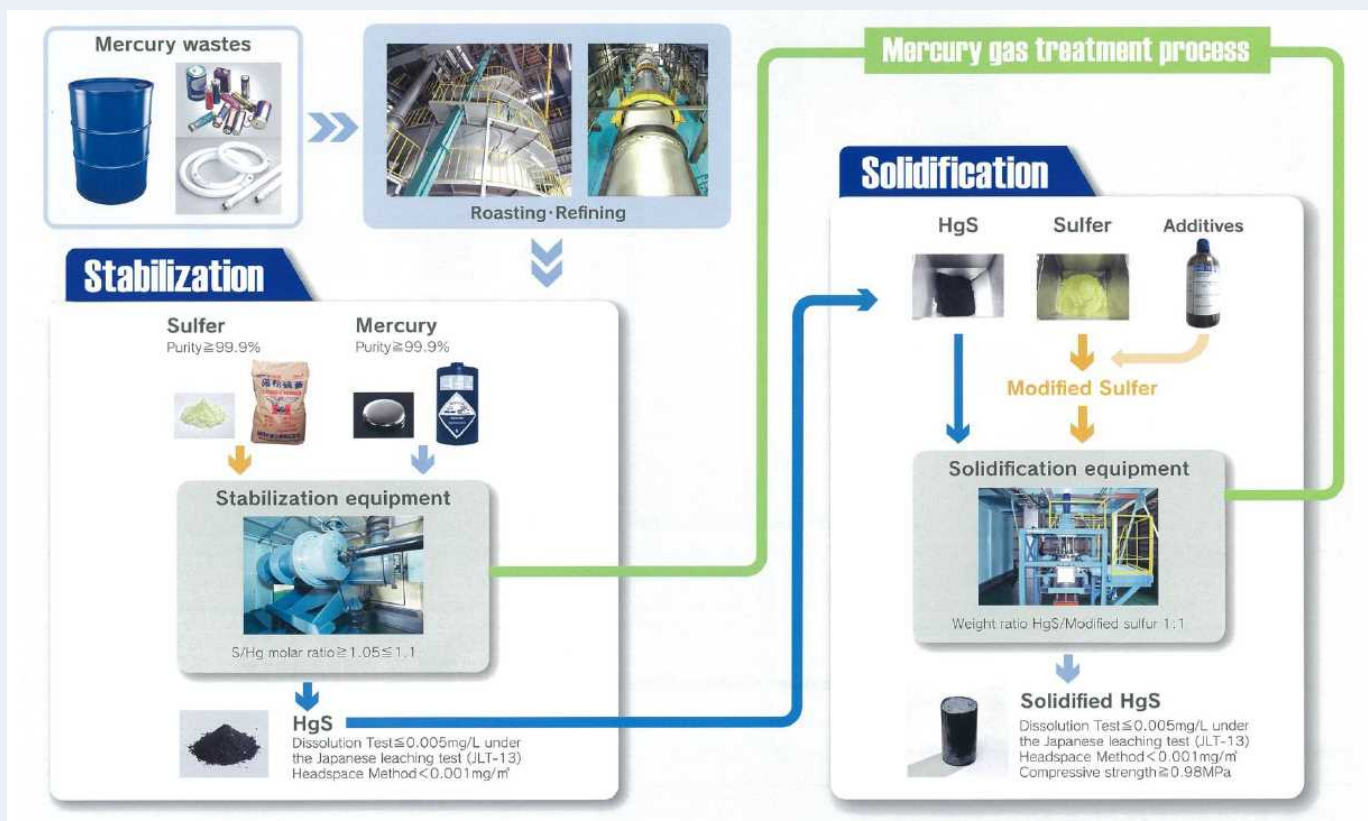 Mercury wastes
Roasting·Refining
Mercury gas treatment process
Stabilization
Sulfer
Purity≧99.9%
Mercury
Purity≧99.9%
Stabilization equipment
S/Hg molar ratio≧1.05≦1.1
HgS
Dissolution Test≦0.005mg/L under
the Japanese leaching test (JLT-13)
Headspace Method<0.001mg/㎥
Solidification
HgS
Sulfer
Additives
Modified Sulfer
Solidification equipment
Weight ratio HgS/Modified sulfur 1:1
Solidified HgS
Dissolution Test≦0.005mg/L under
the Japanese leaching test (JLT-13)
Headspace Method<0.001mg/㎥
Compressive strength≧0.98MPa